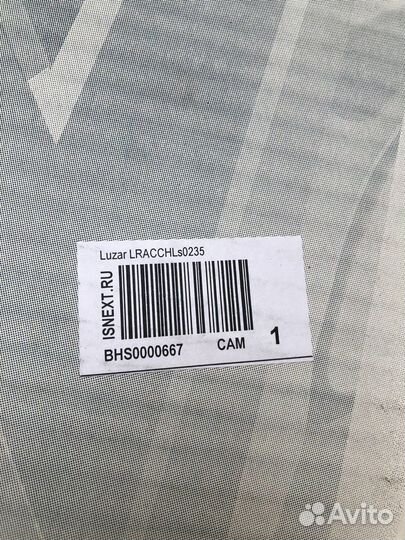 Luzar LRACCHLs0235
ISNEXT.RU
BHS0000667 CAM 1
Avito